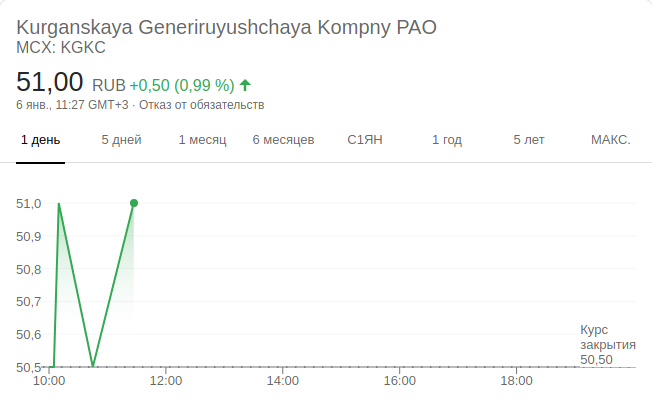 Kurganskaya Generiruyushchaya Kompny PAO
MCX: KGKC
51,00 RUB +0,50 (0,99 %)
6 янв., 11:27 GMT+3 · Отказ от обязательств
1 день 5 дней 1 месяц 6 месяцев С1ЯН 1 год 5 лет МАКС.
51,0
50,9
50,8
50,7
50,6
Курс
закрытия
50,50
50,5
10:00 12:00 14:00 16:00 18:00